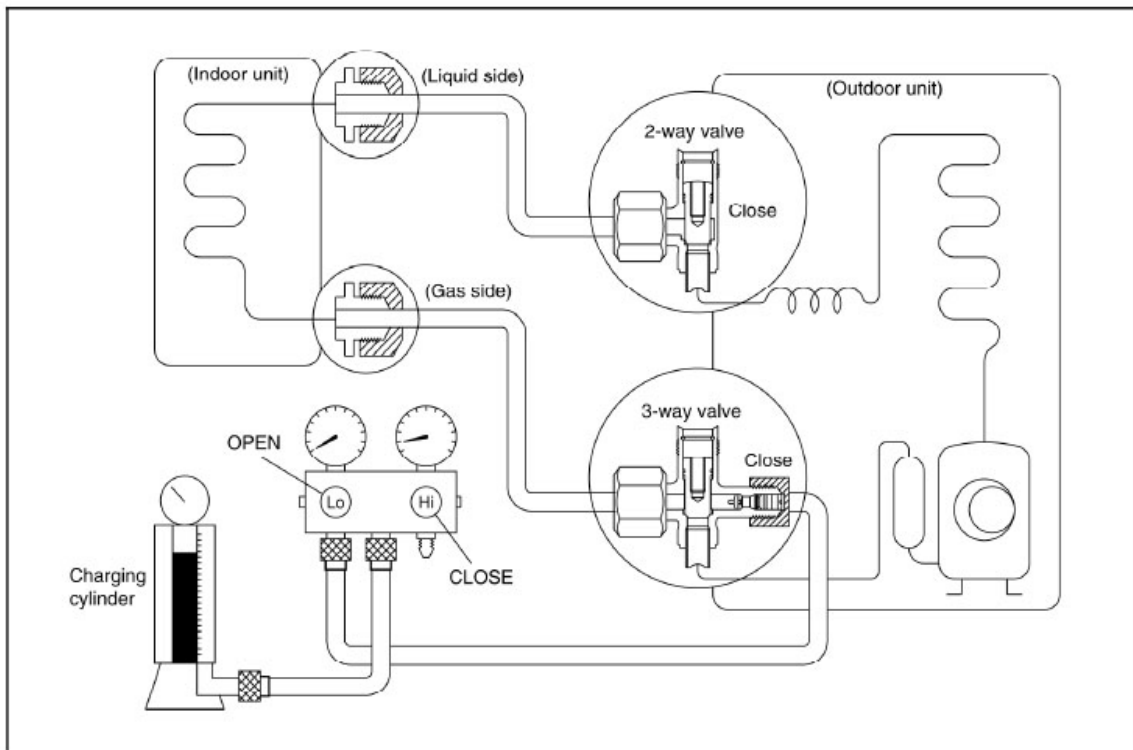 (Indoor unit)
(Liquid side)
(Outdoor unit)
2-way valve
Close
(Gas side)
3-way valve
Close
OPEN
Lo
Hi
CLOSE
Charging
cylinder